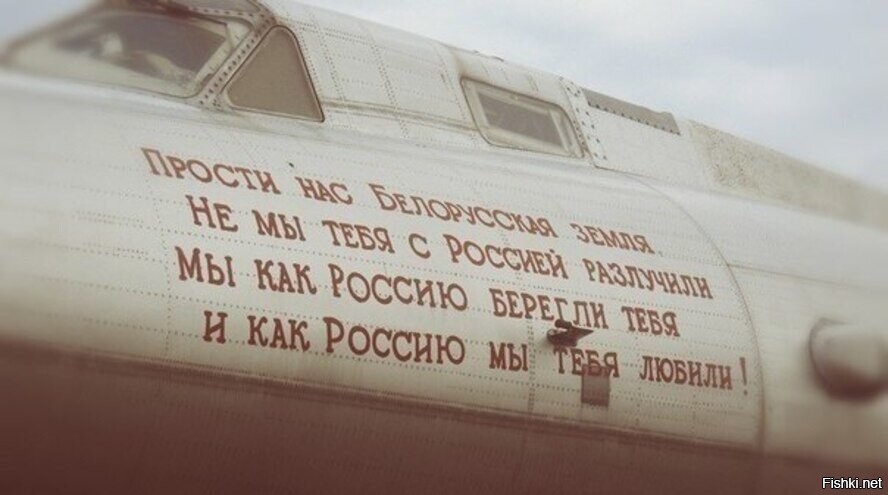 Прости нас Белорусская земля
Не мы тебя с Россией разлучили
Мы как Россию берегли тебя
и как Россию мы тебя любили!
Fishki.net